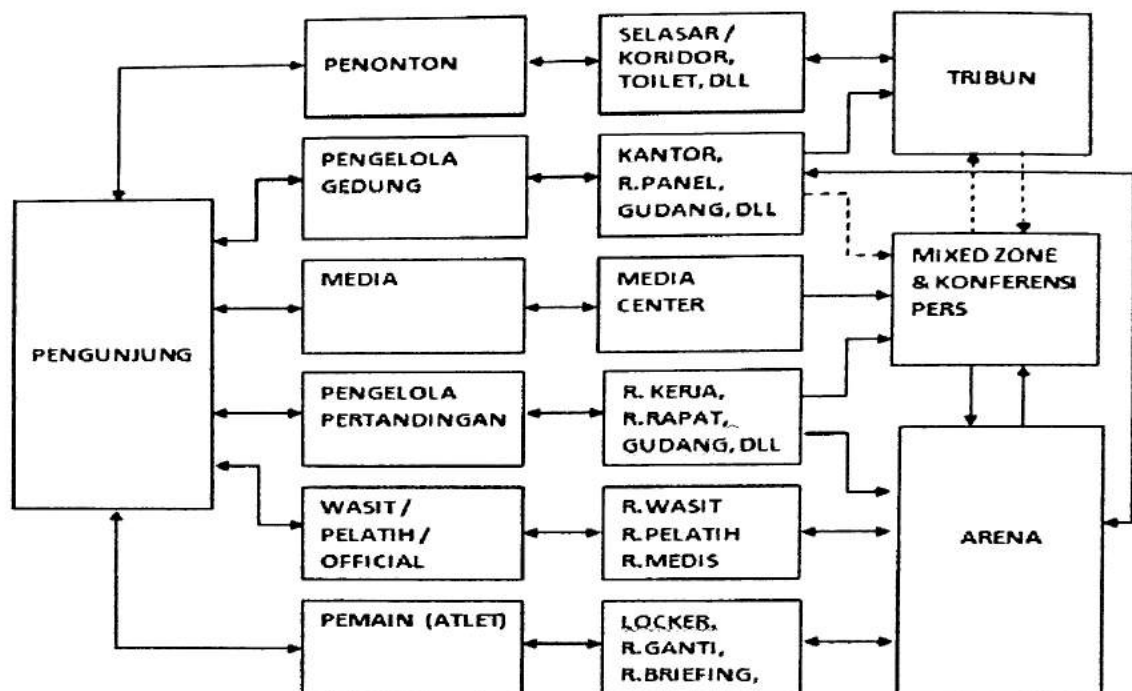 PENGUNJUNG
PENONTON
SELASAR /
KORIDOR,
TOILET, DLL
TRIBUN
PENGELOLA
GEDUNG
KANTOR,
R.PANEL,
GUDANG, DLL
MEDIA
MEDIA
CENTER
MIXED ZONE
& KONFERENSI
PERS
PENGELOLA
PERTANDINGAN
R. KERJA,
R.RAPAT,
GUDANG, DLL
WASIT /
PELATIH /
OFFICIAL
R.WASIT
R.PELATIH
R.MEDIS
ARENA
PEMAIN (ATLET)
LOCKER,
R.GANTI,
R.BRIEFING,